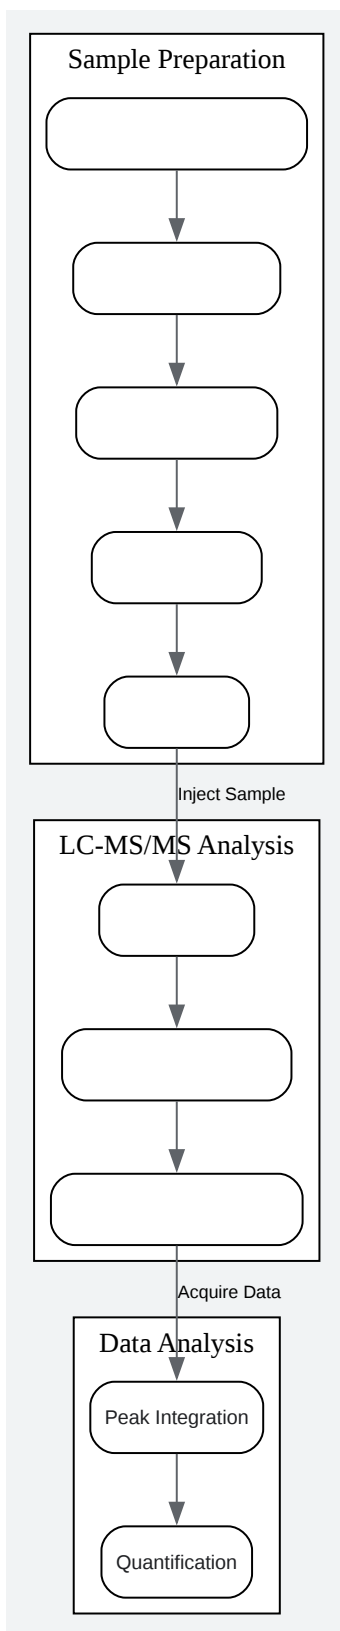 Sample Preparation
Inject Sample
LC-MS/MS Analysis
Acquire Data
Data Analysis
Peak Integration
Quantification